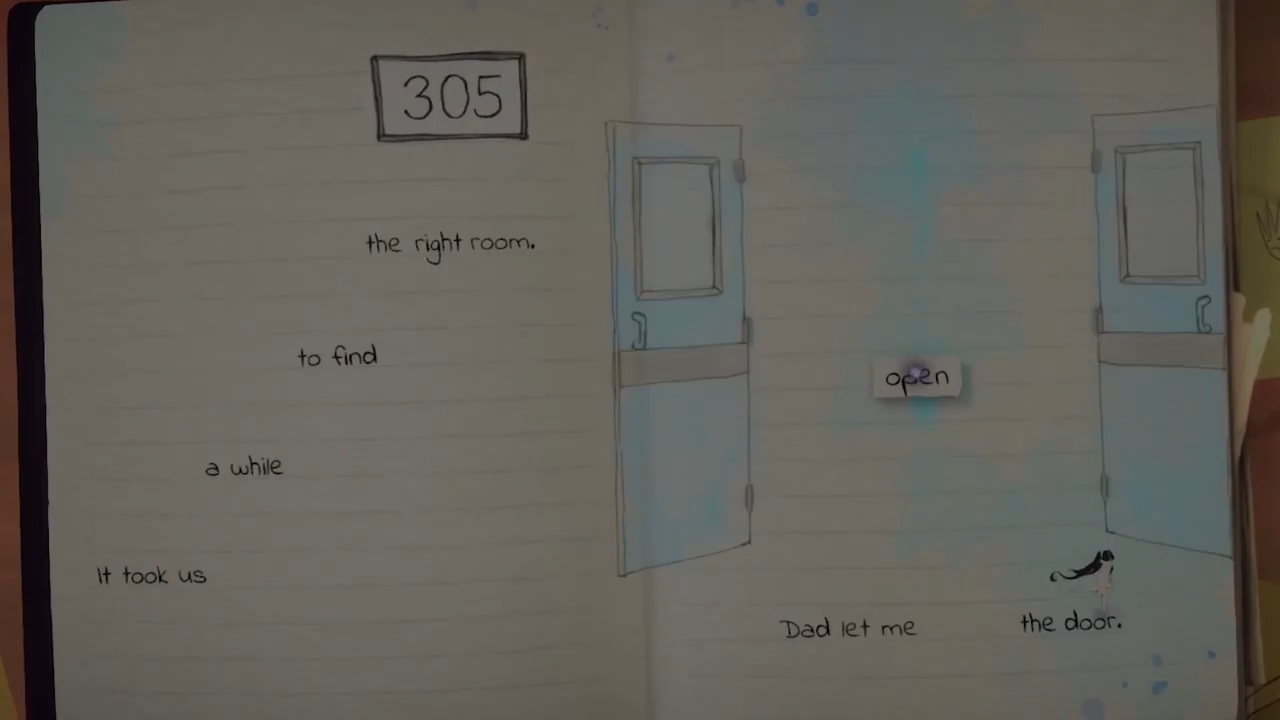 305
the right room.
to find
a while
It took us
open
Dad let me
the door.